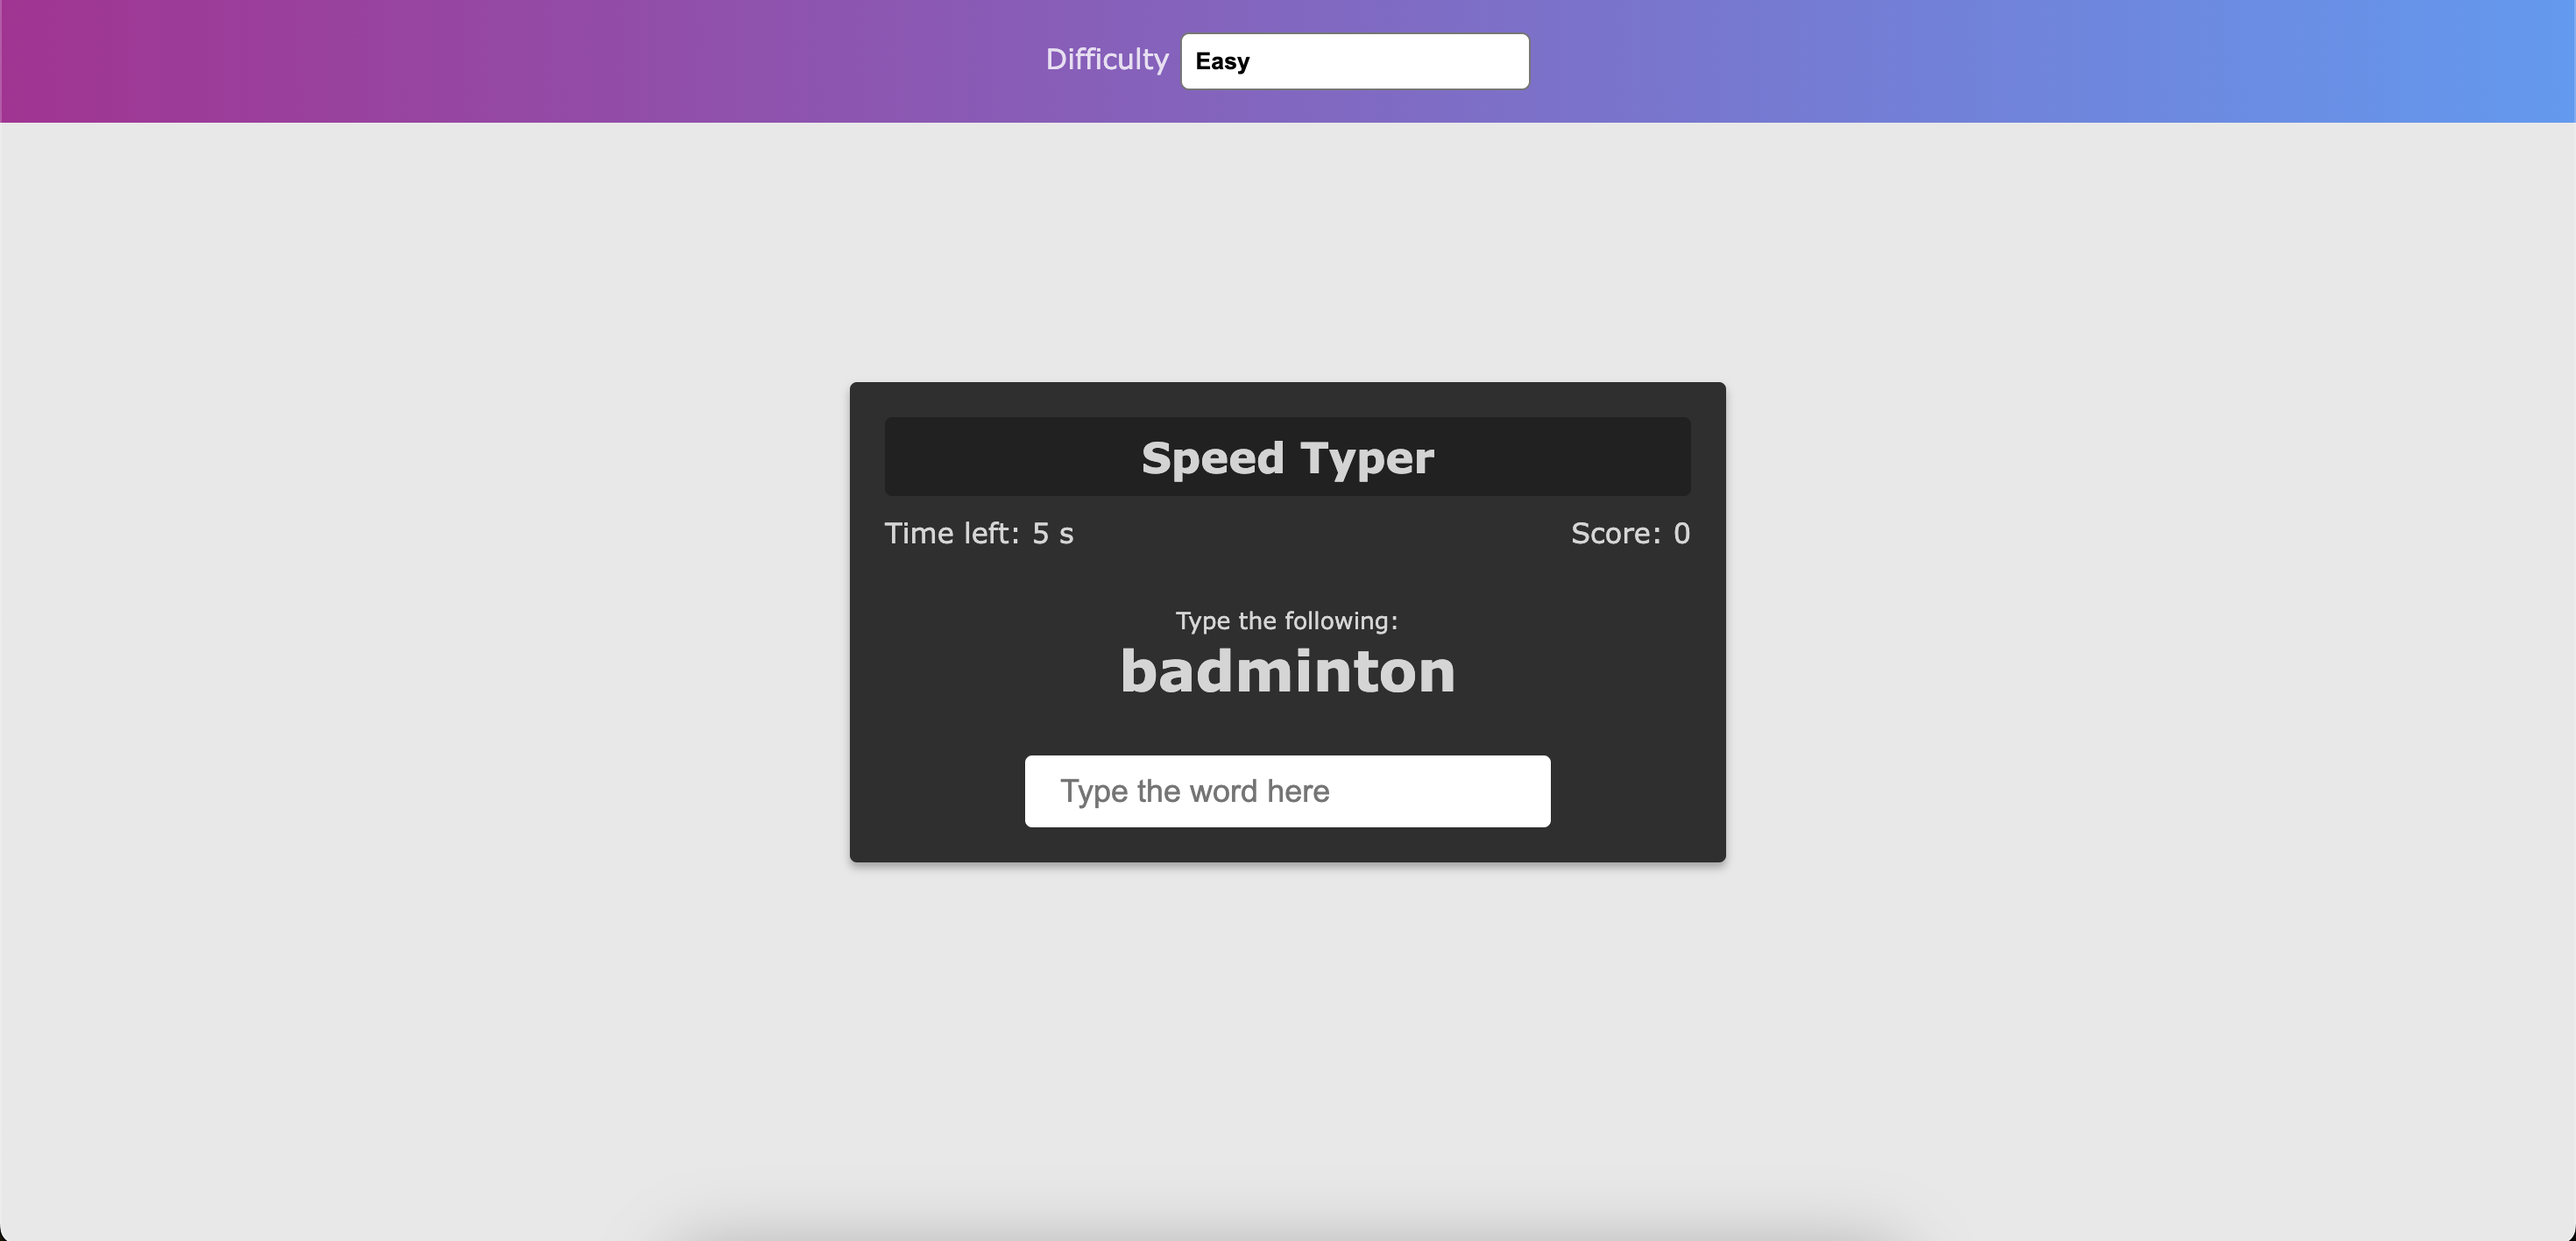 Difficulty Easy
Speed Typer
Time left: 5 s Score: 0
Type the following:
badminton
Type the word here